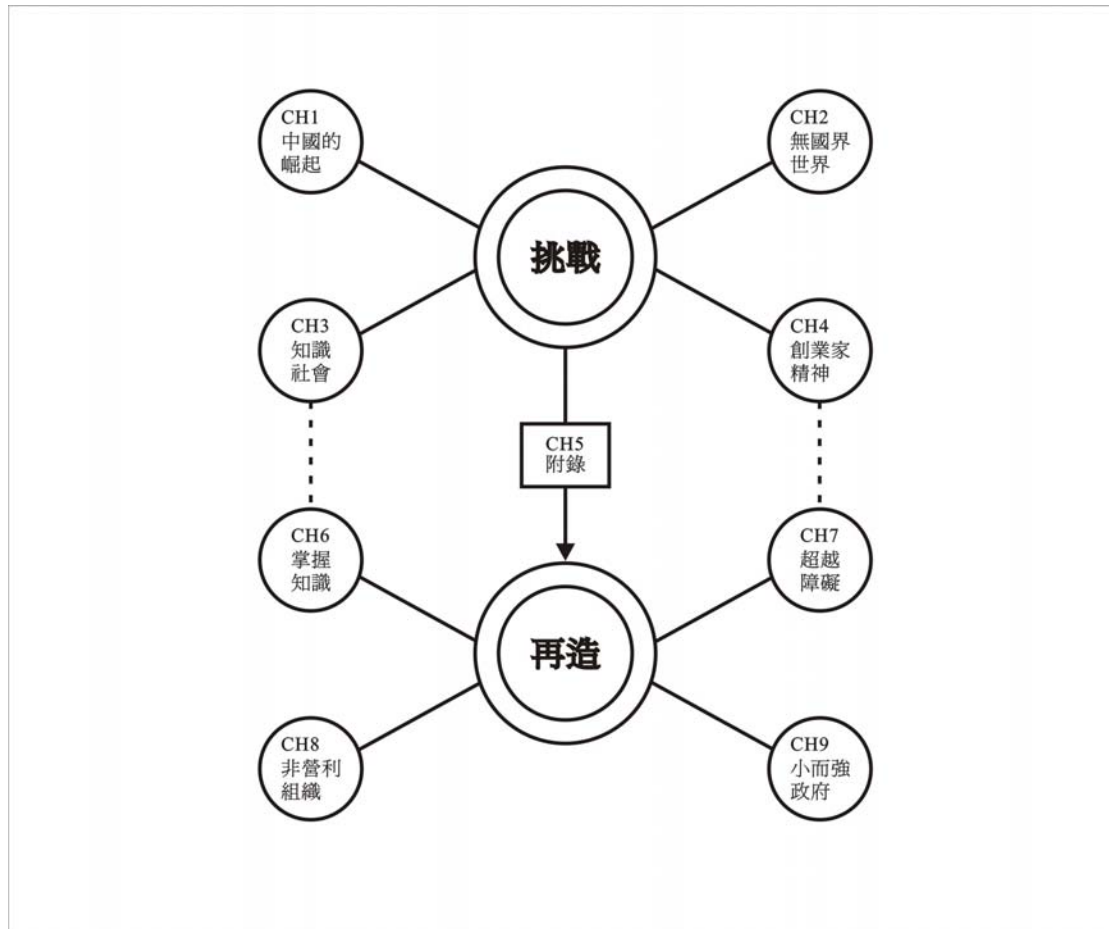 CH1
中國的
崛起
CH2
無國界
世界
挑戰
CH3
知識
社會
CH4
創業家
精神
CH5
附錄
CH6
掌握
知識
CH7
超越
障礙
再造
CH8
非營利
組織
CH9
小而強
政府